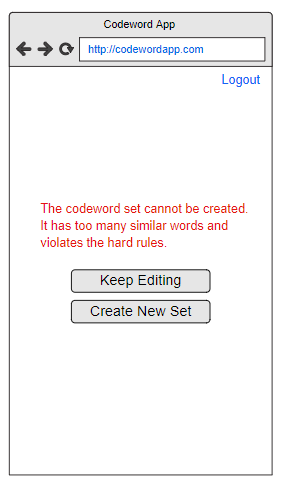 Codeword App
http://codewordapp.com
Logout
The codeword set cannot be created.
It has too many similar words and
violates the hard rules.
Keep Editing
Create New Set